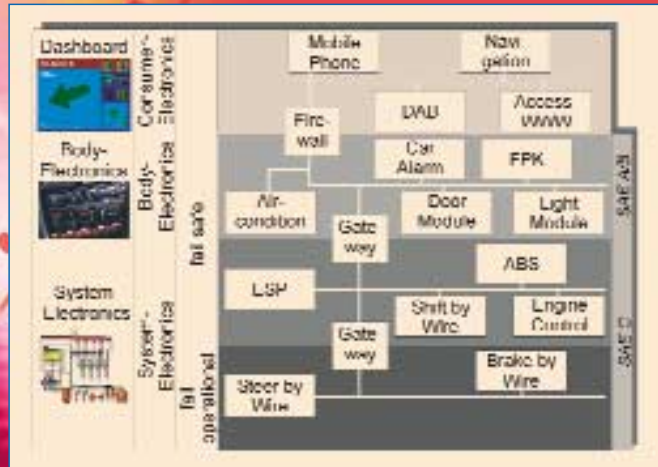 Dashboard
Consumer-
Electronics
Mobile
Phone
Navi
gation
DAB
Access
WWW
Fire-
wall
Body-
Electronics
Body-
Electronics
Car
Alarm
FPK
SAE A/B
Air-
condition
Gate
way
Door
Module
Light
Module
fail safe
ABS
ESP
System
Electronics
System-
Electronics
Shift by
Wire
Engine
Control
Gate
way
SAE C
fail
operational
Steer by
Wire
Brake by
Wire